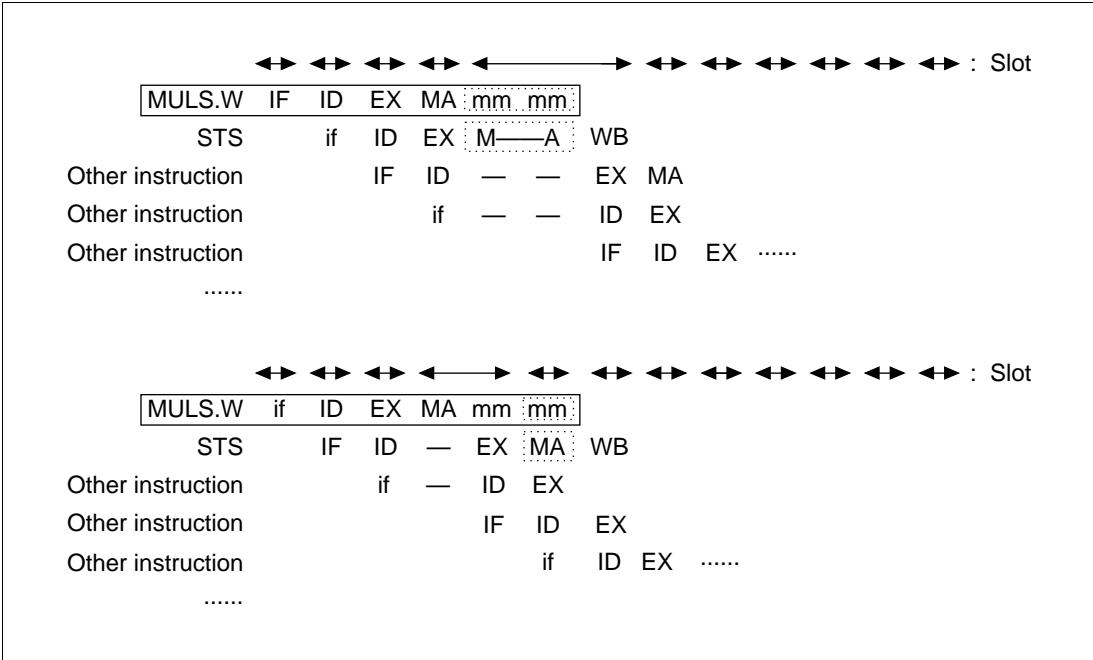 : Slot
MULS.W IF ID EX MA mm mm
STS if ID EX M——A WB
Other instruction IF ID — — EX MA
Other instruction if — — ID EX
Other instruction IF ID EX ......
......
: Slot
MULS.W if ID EX MA mm mm
STS IF ID — EX MA WB
Other instruction if — ID EX
Other instruction IF ID EX
Other instruction if ID EX ......
......